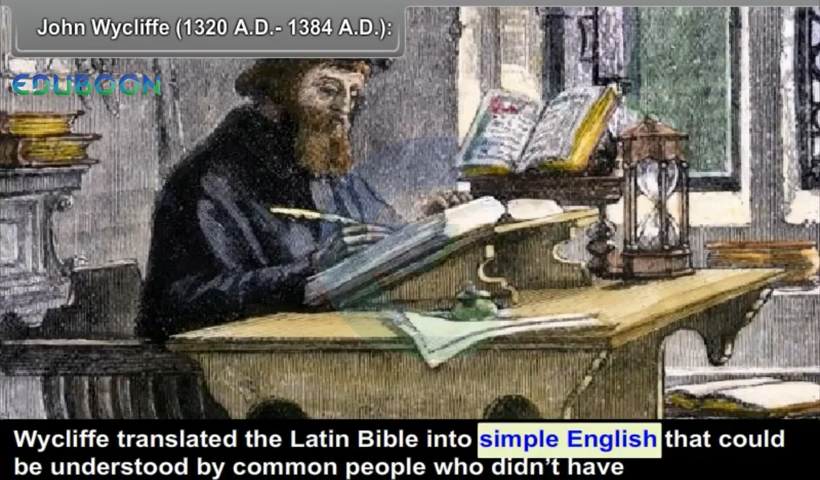 John Wycliffe (1320 A.D.- 1384 A.D.):
EDUBOON
Wycliffe translated the Latin Bible into simple English that could
be understood by common people who didn't have